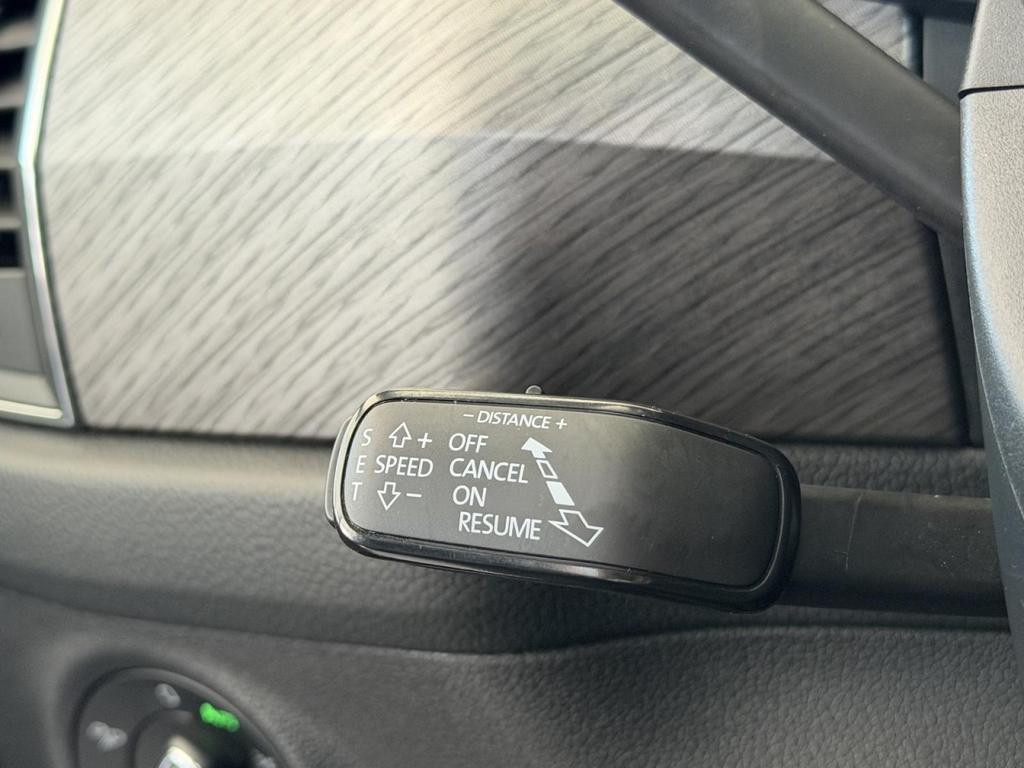 - DISTANCE +
S + OFF
E SPEED CANCEL
T - ON
RESUME